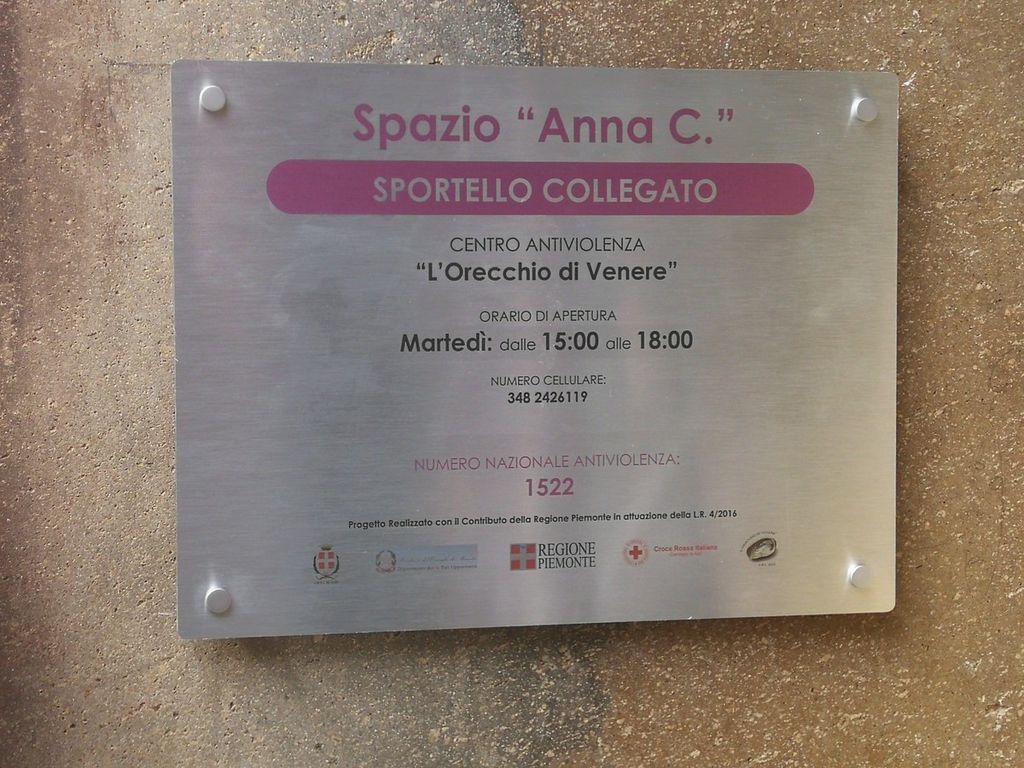 Spazio “Anna C.”
SPORTELLO COLLEGATO
CENTRO ANTIVIOLENZA
“L’Orecchio di Venere”
ORARIO DI APERTURA
Martedì: dalle 15:00 alle 18:00
NUMERO CELLULARE:
348 2426119
NUMERO NAZIONALE ANTIVIOLENZA:
1522
Progetto Realizzato con il Contributo della Regione Piemonte in attuazione della L.R. 4/2016
REGIONE
PIEMONTE
Croce Rossa Italiana